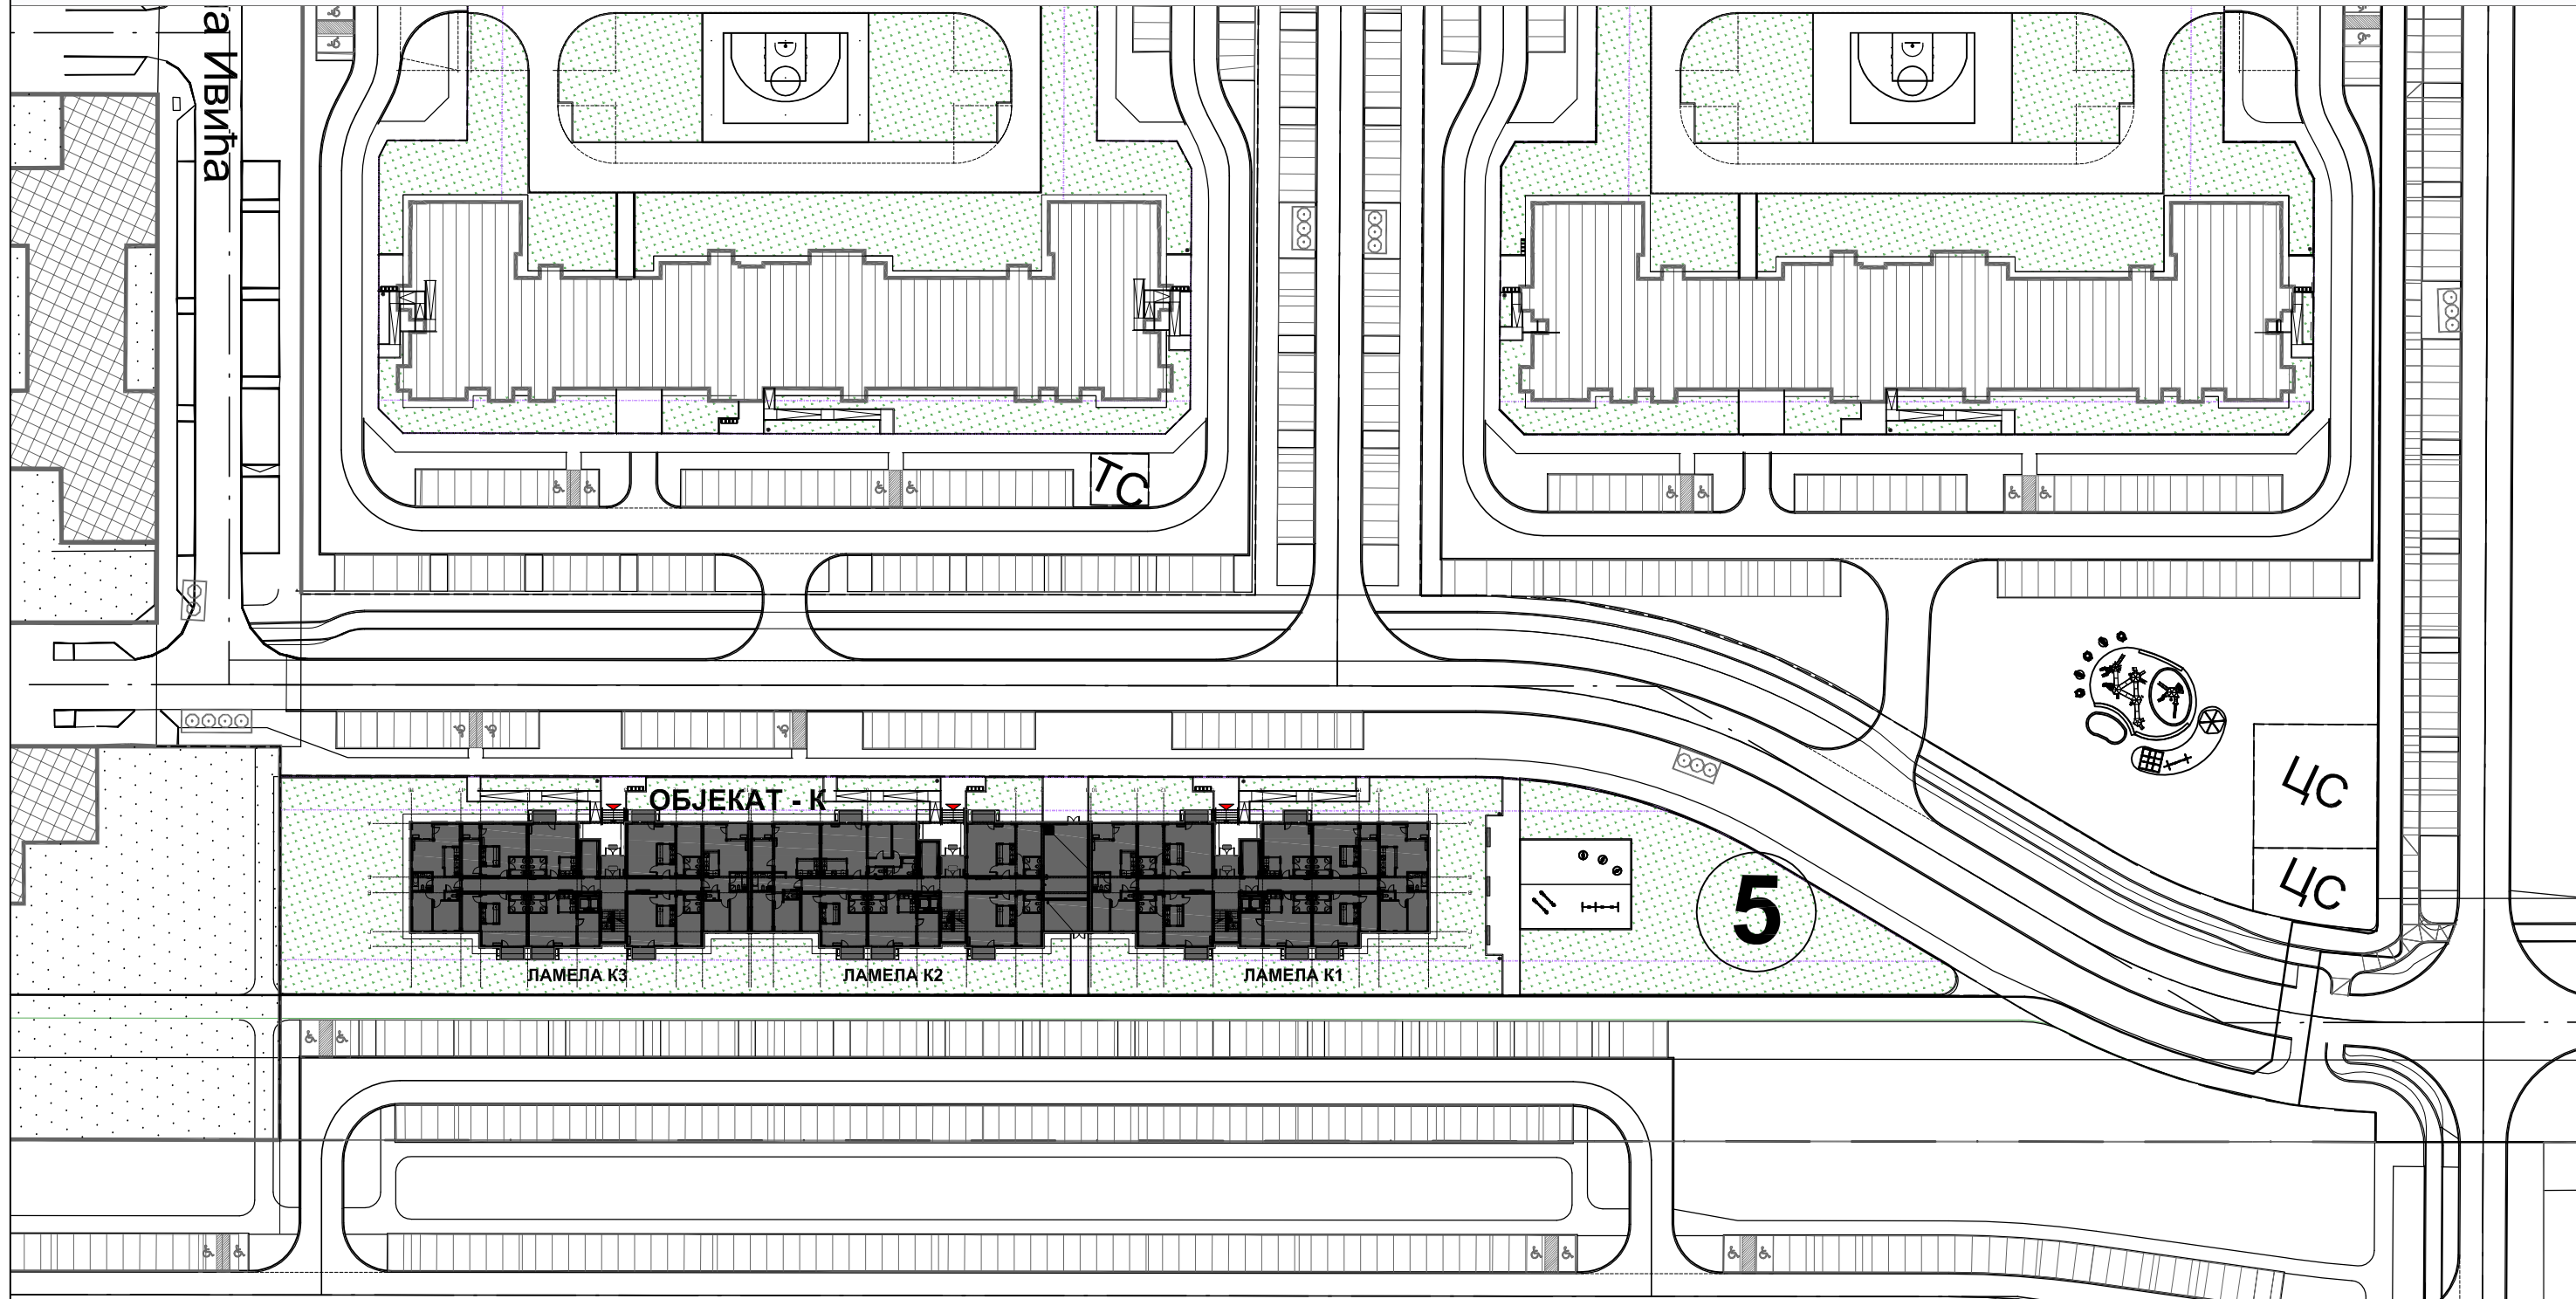 а Ивића
ТС
ЦС
ЦС
ОБЈЕКАТ - К
5
ЛАМЕЛА К3
ЛАМЕЛА К2
ЛАМЕЛА К1